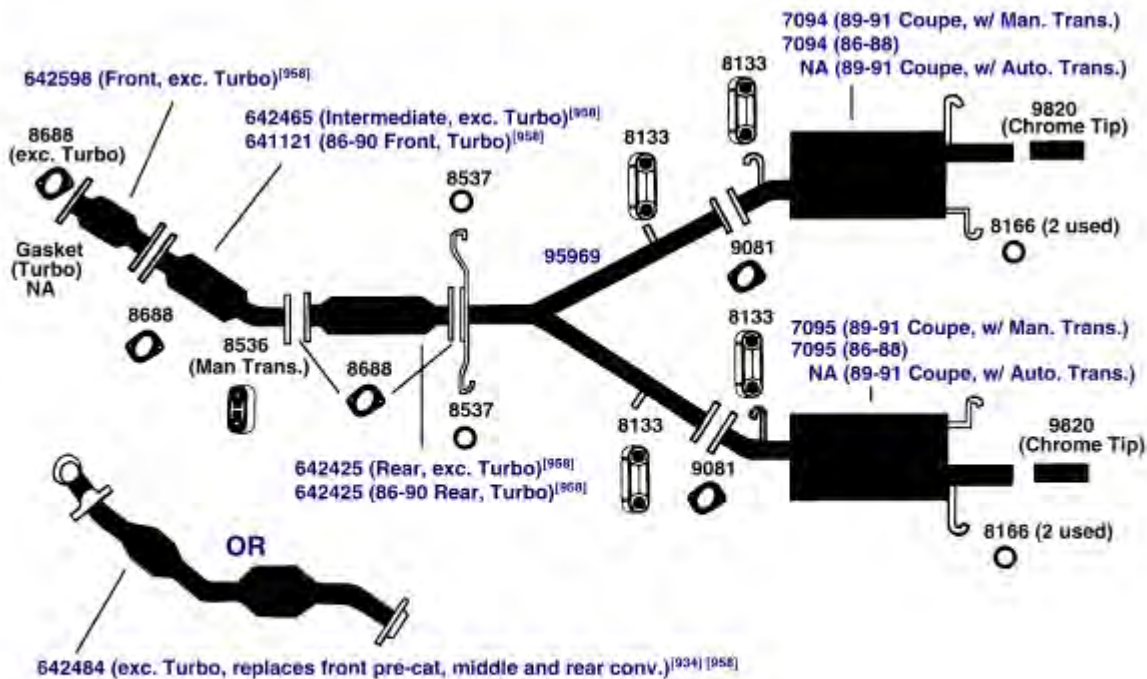 7094 (89-91 Coupe, w/ Man. Trans.)
7094 (86-88)
NA (89-91 Coupe, w/ Auto. Trans.)
8133
642598 (Front, exc. Turbo)[958]
9820
(Chrome Tip)
642465 (Intermediate, exc. Turbo)[958]
641121 (86-90 Front, Turbo)[958]
8133
8688
(exc. Turbo)
8537
8166 (2 used)
Gasket
(Turbo)
NA
95969
9081
8688
8133
7095 (89-91 Coupe, w/ Man. Trans.)
7095 (86-88)
NA (89-91 Coupe, w/ Auto. Trans.)
8536
(Man Trans.)
8688
8537
8133
9820
(Chrome Tip)
642425 (Rear, exc. Turbo)[958]
642425 (86-90 Rear, Turbo)[958]
9081
8166 (2 used)
OR
642484 (exc. Turbo, replaces front pre-cat, middle and rear conv.)[934] [958]